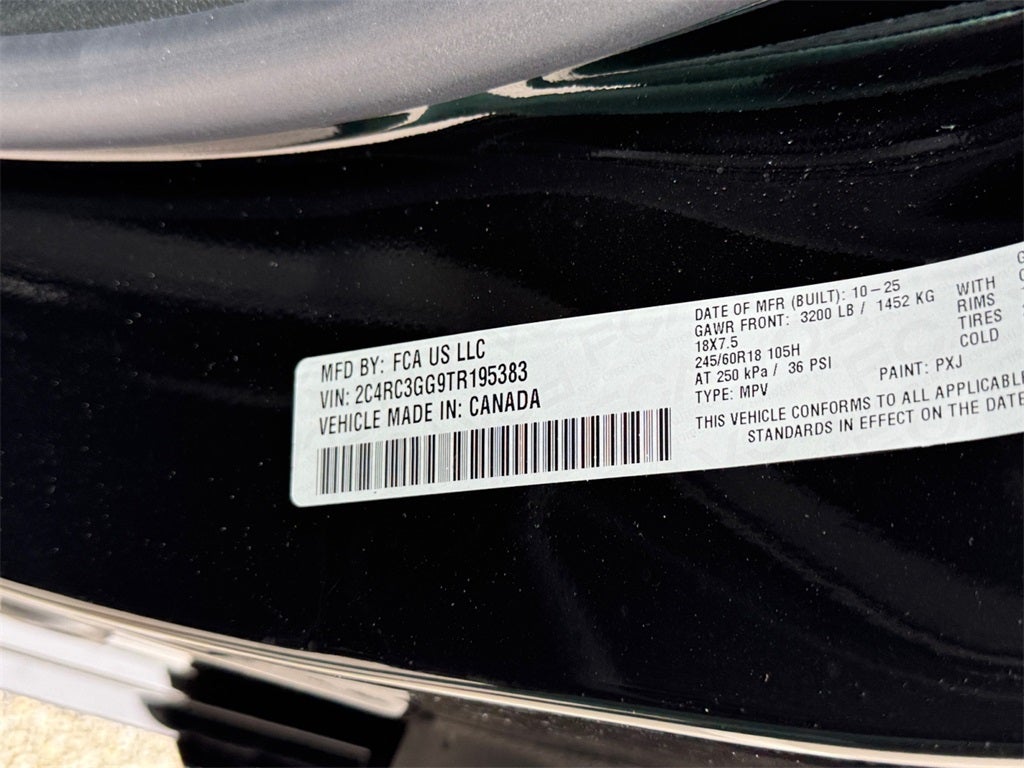 MFD BY: FCA US LLC
VIN: 2C4RC3GG9TR195383
VEHICLE MADE IN: CANADA
DATE OF MFR (BUILT): 10-25
GAWR FRONT: 3200 LB / 1452 KG WITH
18X7.5 RIMS
245/60R18 105H TIRES
AT 250 kPa / 36 PSI COLD
TYPE: MPV PAINT: PXJ
THIS VEHICLE CONFORMS TO ALL APPLICABLE
STANDARDS IN EFFECT ON THE DATE